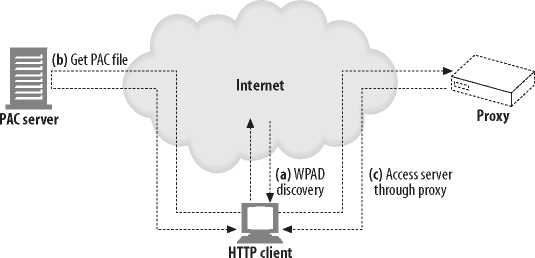 (b) Get PAC file
Internet
PAC server
Proxy
(a) WPAD
discovery
(c) Access server
through proxy
HTTP client